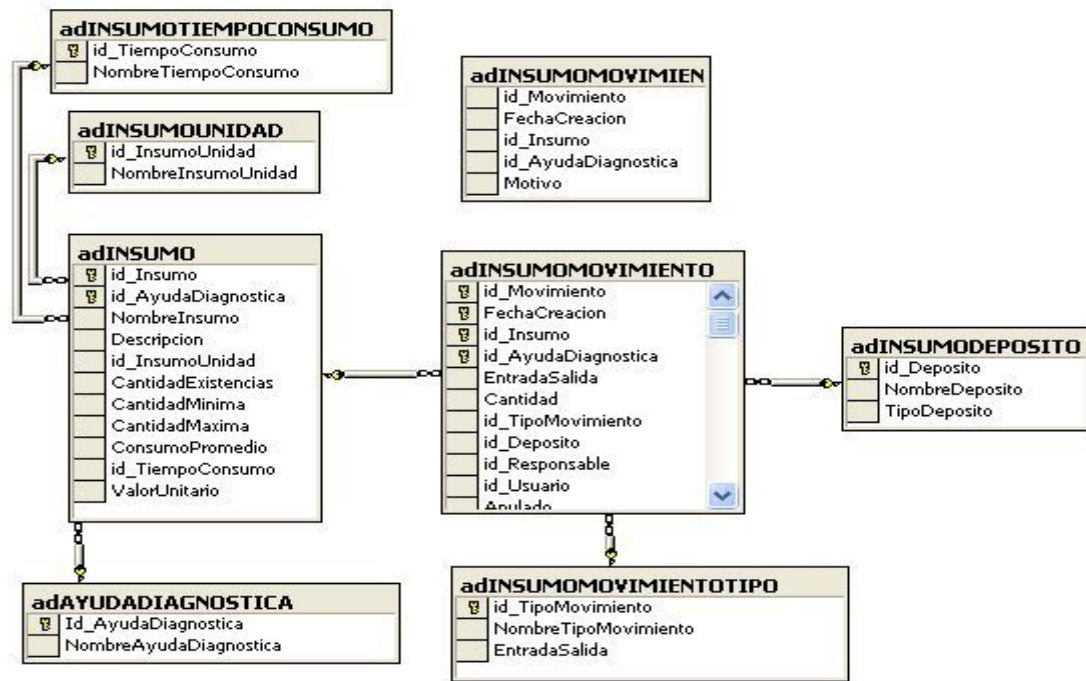 adINSUMOTIEMPOCONSUMO
id_TiempoConsumo
NombreTiempoConsumo
adINSUMOUNIDAD
id_InsumoUnidad
NombreInsumoUnidad
adINSUMOMOVIMIEN
id_Movimiento
FechaCreacion
id_Insumo
id_AyudaDiagnostica
Motivo
adINSUMO
id_Insumo
id_AyudaDiagnostica
NombreInsumo
Descripcion
id_InsumoUnidad
CantidadExistencias
CantidadMinima
CantidadMaxima
ConsumoPromedio
id_TiempoConsumo
ValorUnitario
adINSUMOMOVIMIENTO
id_Movimiento
FechaCreacion
id_Insumo
id_AyudaDiagnostica
EntradaSalida
Cantidad
id_TipoMovimiento
id_Deposito
id_Responsable
id_Usuario
Anulado
adINSUMODEPOSITO
id_Deposito
NombreDeposito
TipoDeposito
adAYUDADIAGNOSTICA
Id_AyudaDiagnostica
NombreAyudaDiagnostica
adINSUMOMOVIMIENTOTIPO
id_TipoMovimiento
NombreTipoMovimiento
EntradaSalida